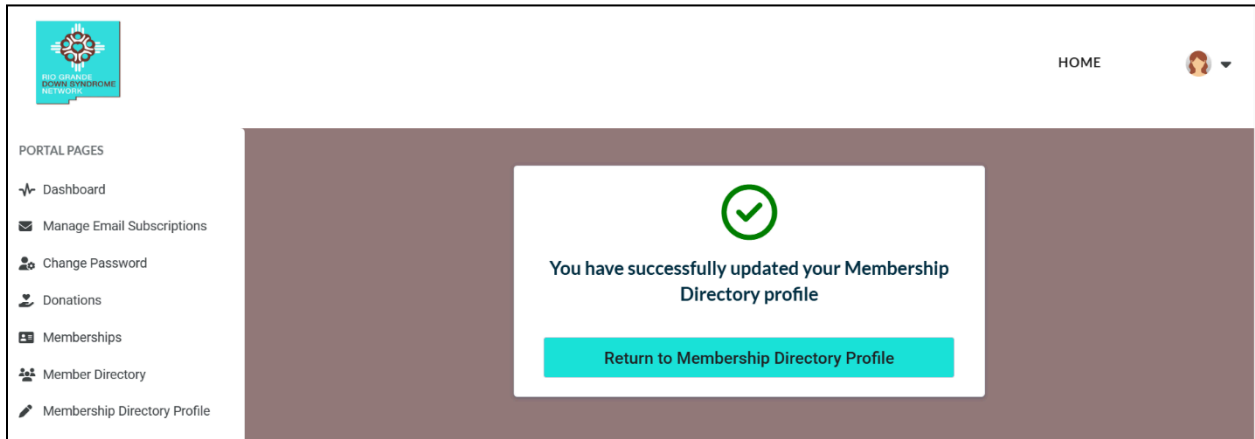 RIO GRANDE
DOWN SYNDROME
NETWORK
HOME
PORTAL PAGES
Dashboard
Manage Email Subscriptions
Change Password
Donations
Memberships
Member Directory
Membership Directory Profile
You have successfully updated your Membership
Directory profile
Return to Membership Directory Profile